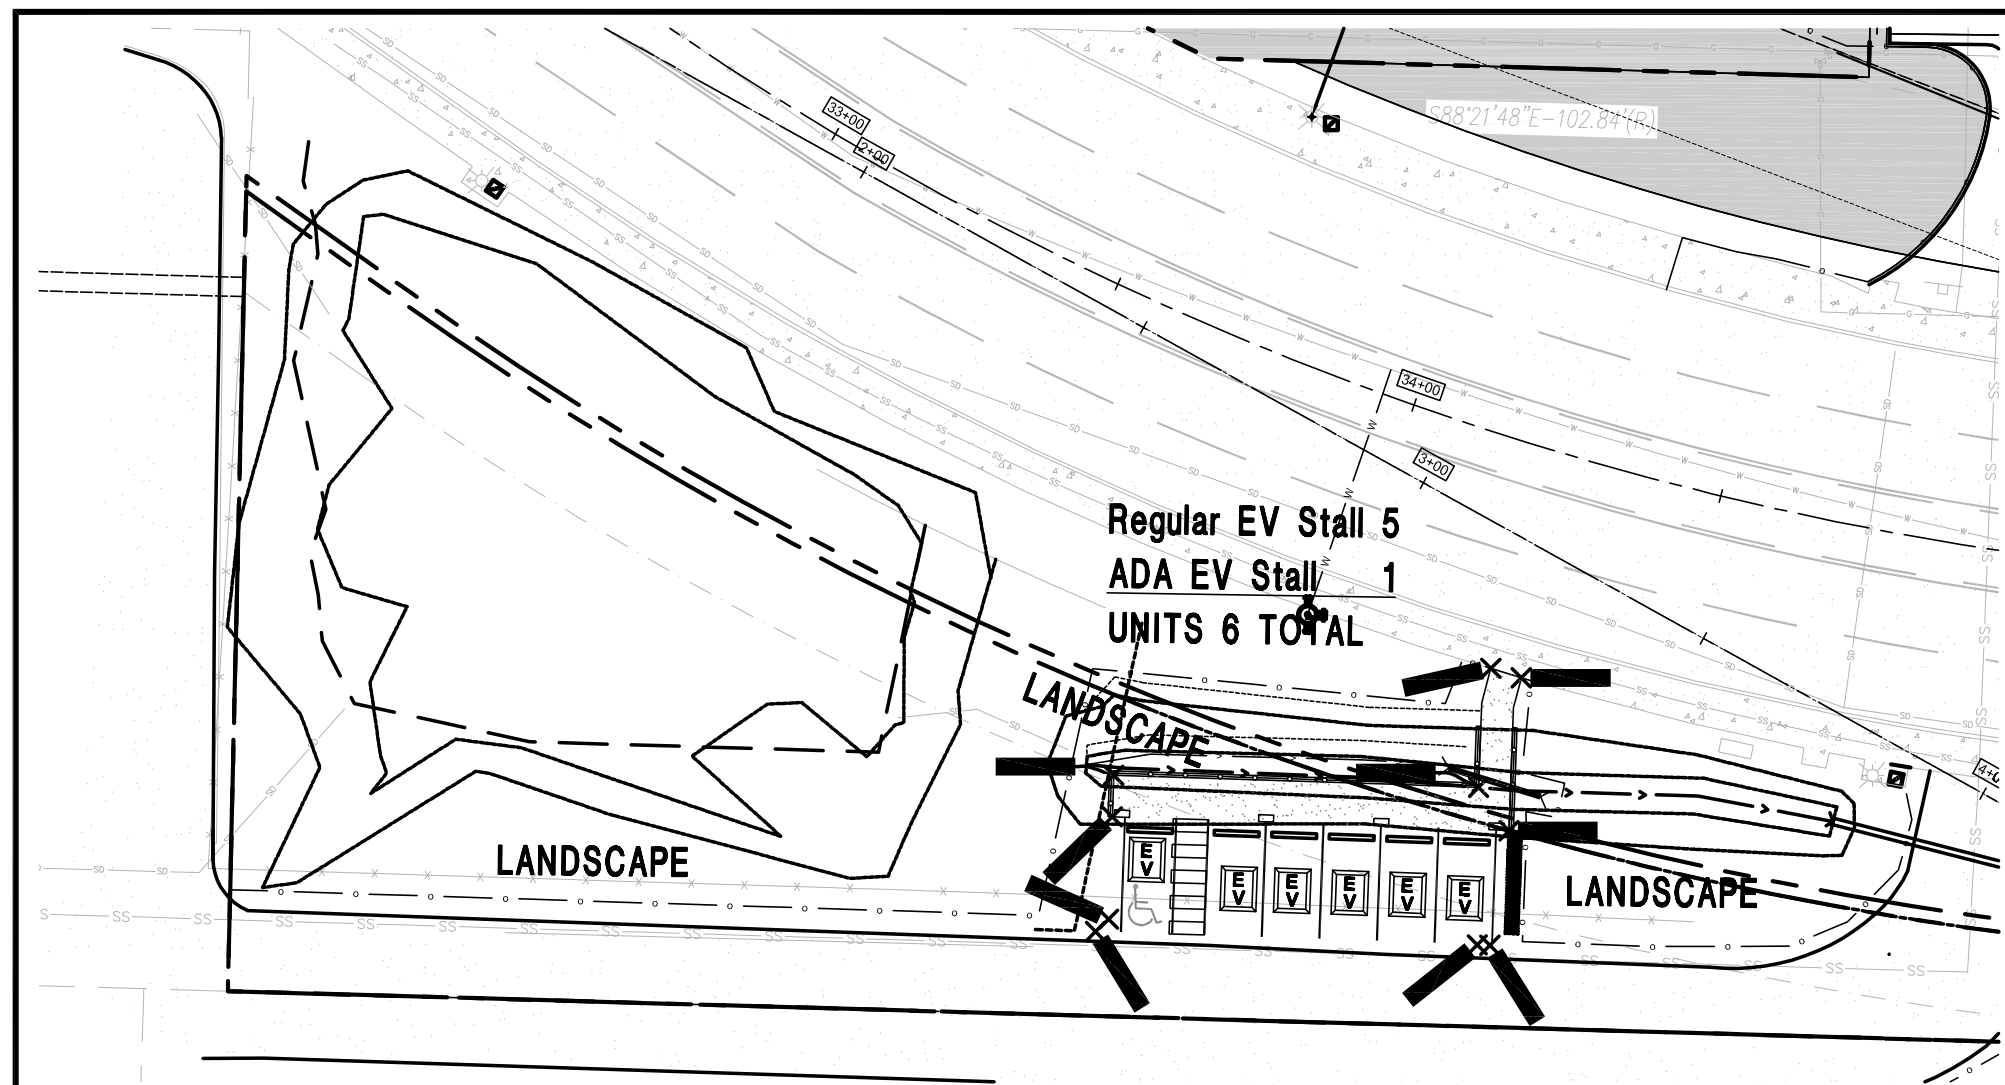 S88°21'48"E-102.84'(R)
33+00
2+00
34+00
3+00
Regular EV Stall 5
ADA EV Stall 1
UNITS 6 TOTAL
LANDSCAPE
4+0
LANDSCAPE
LANDSCAPE
EV
EV
EV
EV
EV
EV